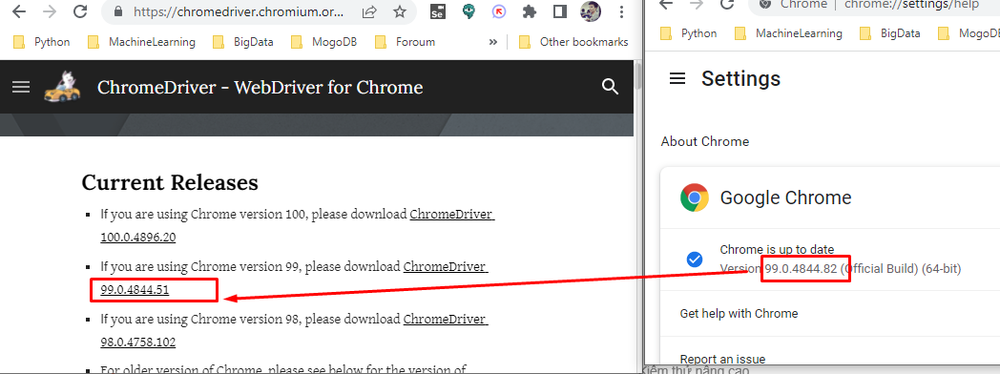 https://chromedriver.chromium.or...
Se
Python
MachineLearning
BigData
MogoDB
Foroum
»
Other bookmarks
ChromeDriver - WebDriver for Chrome
Current Releases
If you are using Chrome version 100, please download ChromeDriver
100.0.4896.20
If you are using Chrome version 99, please download ChromeDriver
99.0.4844.51
If you are using Chrome version 98, please download ChromeDriver
98.0.4758.102
For older version of Chrome, please see below for the version of
Chrome | chrome://settings/help
Python
MachineLearning
BigData
MogoDB
Settings
About Chrome
Google Chrome
Chrome is up to date
Version 99.0.4844.82 (Official Build) (64-bit)
Get help with Chrome
Report an issue
Kiểm thử nâng cao